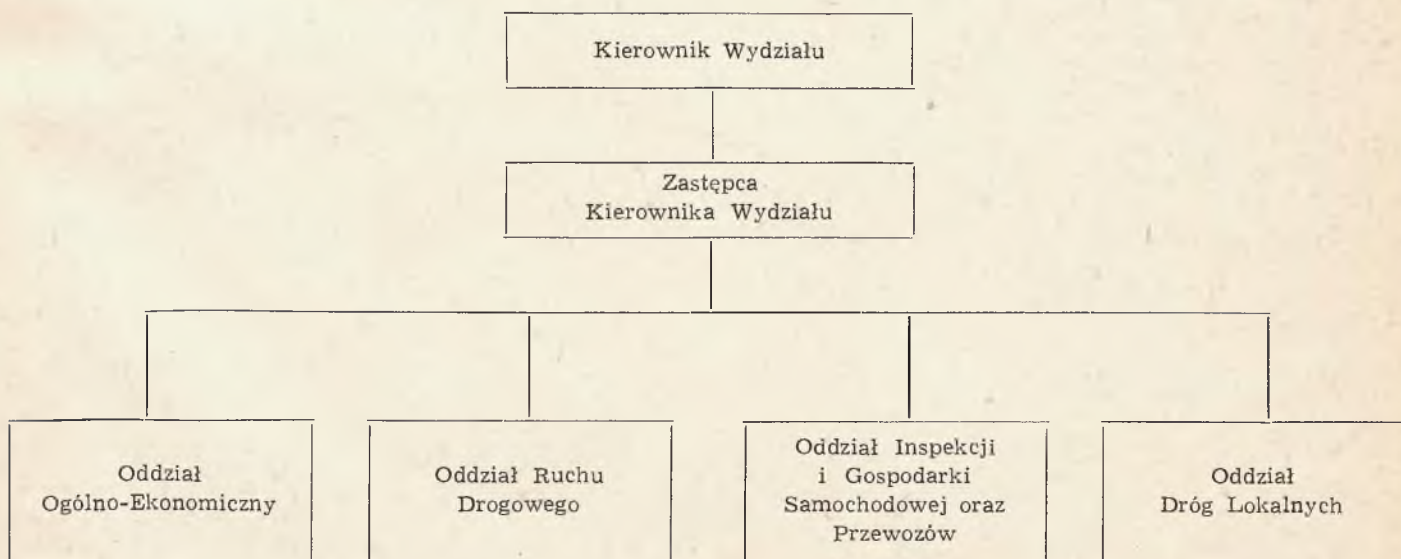 Kierownik Wydziału
Zastępca
Kierownika Wydziału
Oddział
Ogólno-Ekonomiczny
Oddział Ruchu
Drogowego
Oddział Inspekcji
i Gospodarki
Samochodowej oraz
Przewozów
Oddział
Dróg Lokalnych